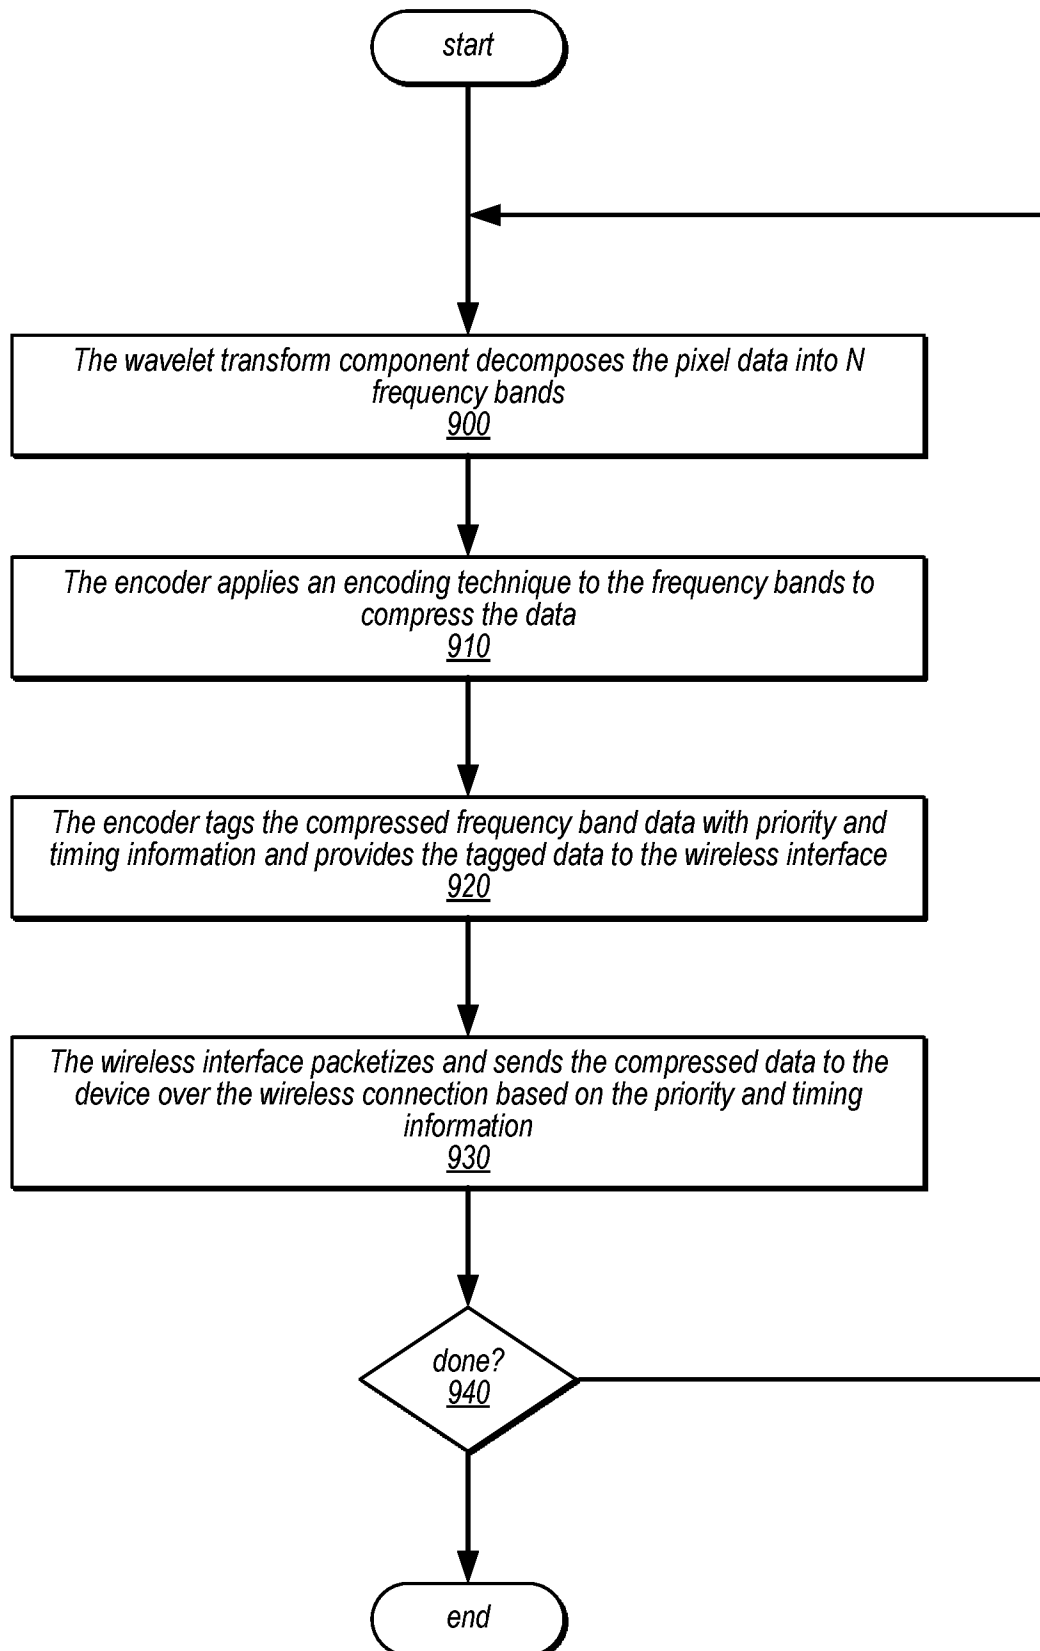 start
The wavelet transform component decomposes the pixel data into N
frequency bands
900
The encoder applies an encoding technique to the frequency bands to
compress the data
910
The encoder tags the compressed frequency band data with priority and
timing information and provides the tagged data to the wireless interface
920
The wireless interface packetizes and sends the compressed data to the
device over the wireless connection based on the priority and timing
information
930
done?
940
end